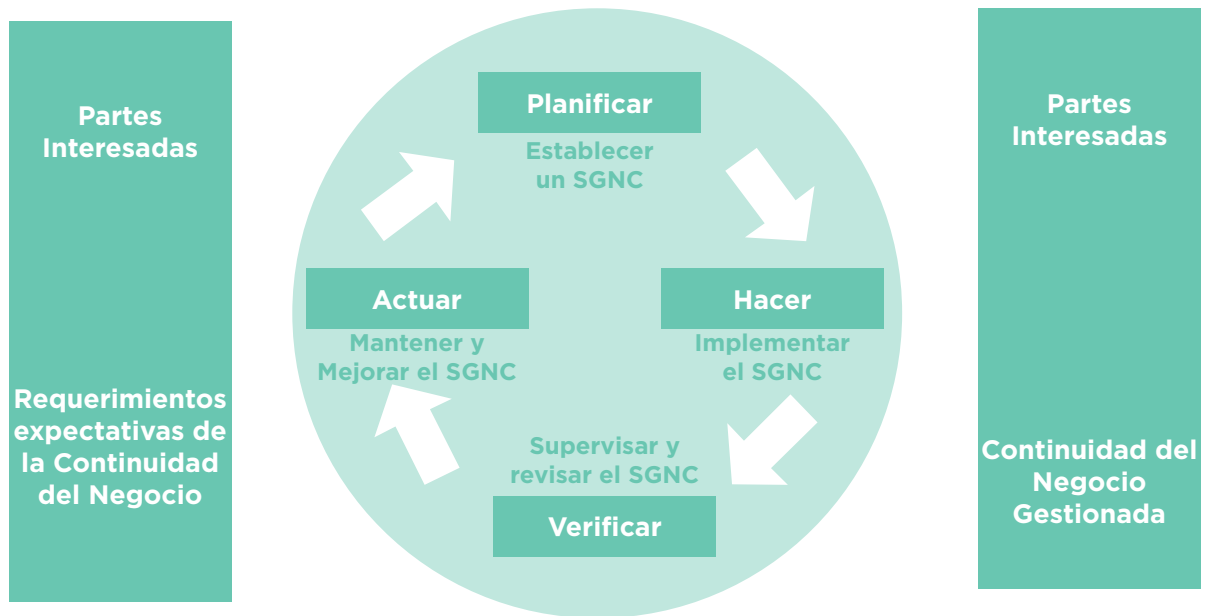 Partes
Interesadas
Requerimientos
expectativas de
la Continuidad
del Negocio
Planificar
Establecer
un SGNC
Hacer
Implementar
el SGNC
Supervisar y
revisar el SGNC
Verificar
Actuar
Mantener y
Mejorar el SGNC
Partes
Interesadas
Continuidad del
Negocio
Gestionada